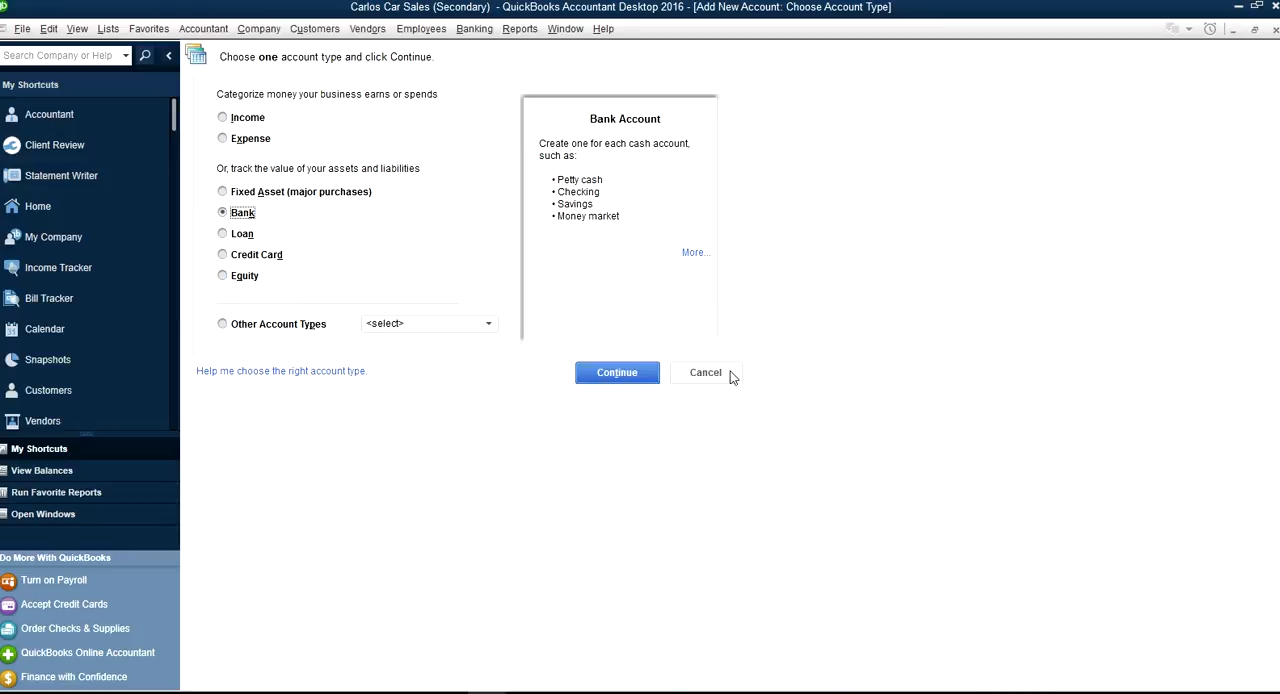 Carlos Car Sales (Secondary) - QuickBooks Accountant Desktop 2016 - [Add New Account: Choose Account Type]
File Edit View Lists Favorites Accountant Company Customers Vendors Employees Banking Reports Window Help
Search Company or Help
My Shortcuts
Accountant
Client Review
Statement Writer
Home
My Company
Income Tracker
Bill Tracker
Calendar
Snapshots
Customers
Vendors
My Shortcuts
View Balances
Run Favorite Reports
Open Windows
Do More With QuickBooks
Turn on Payroll
Accept Credit Cards
Order Checks & Supplies
QuickBooks Online Accountant
Finance with Confidence
Choose one account type and click Continue.
Categorize money your business earns or spends
Income
Expense
Or, track the value of your assets and liabilities
Fixed Asset (major purchases)
Bank
Loan
Credit Card
Equity
Other Account Types <select>
Bank Account
Create one for each cash account,
such as:
• Petty cash
• Checking
• Savings
• Money market
More...
Help me choose the right account type.
Continue
Cancel